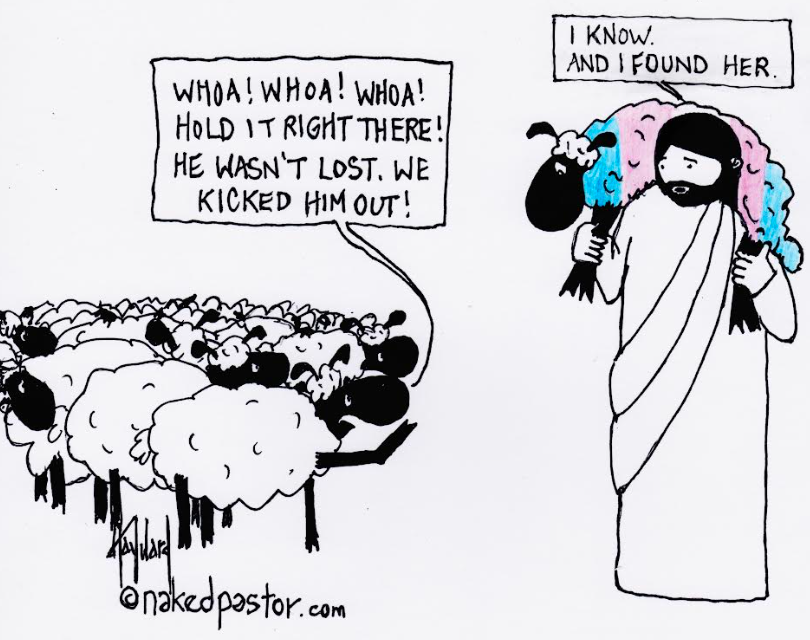 I KNOW.
AND I FOUND HER.
WHOA! WHOA! WHOA!
HOLD IT RIGHT THERE!
HE WASN'T LOST. WE
KICKED HIM OUT!
Hayward
©nakedpastor.com